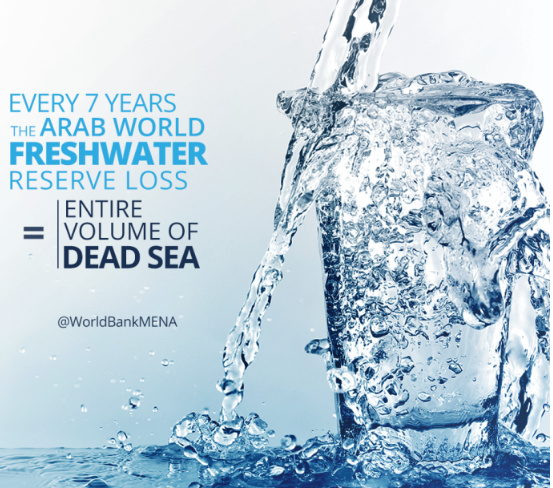 EVERY 7 YEARS
THE ARAB WORLD
FRESHWATER
RESERVE LOSS
= ENTIRE
VOLUME OF
DEAD SEA
@WorldBankMENA